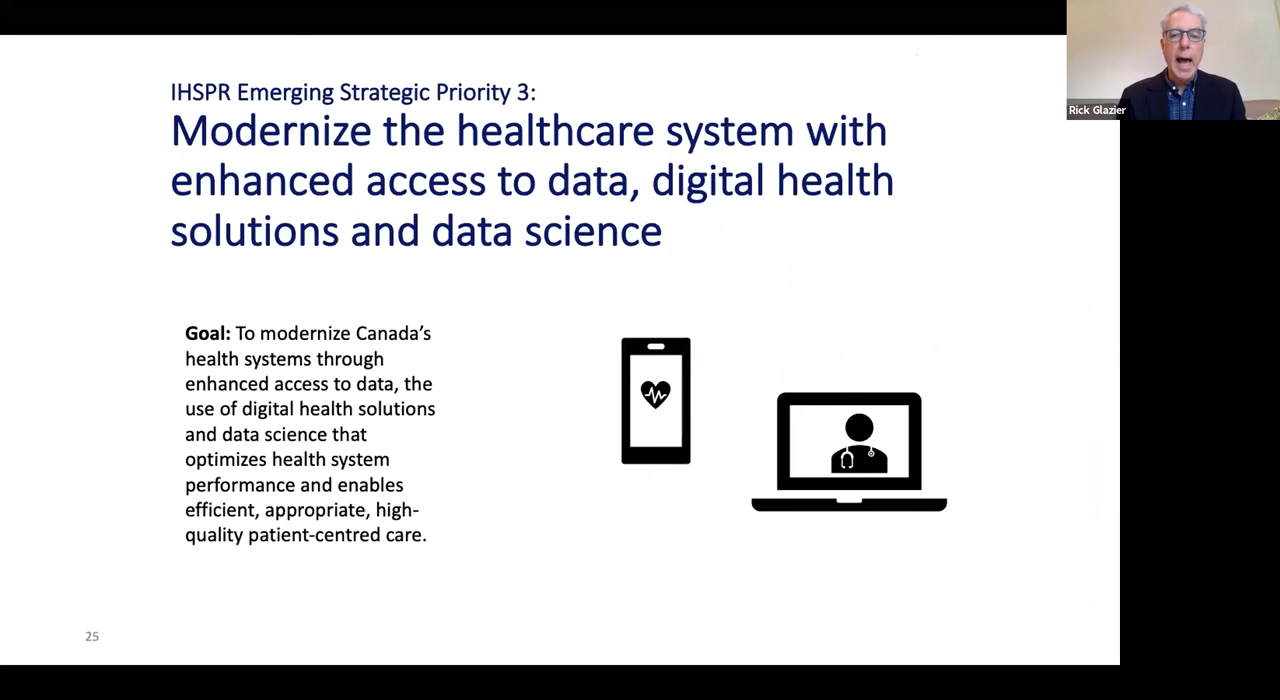 IHSPR Emerging Strategic Priority 3:
Modernize the healthcare system with
enhanced access to data, digital health
solutions and data science
Goal: To modernize Canada’s
health systems through
enhanced access to data, the
use of digital health solutions
and data science that
optimizes health system
performance and enables
efficient, appropriate, high-
quality patient-centred care.
25
Rick Glazier